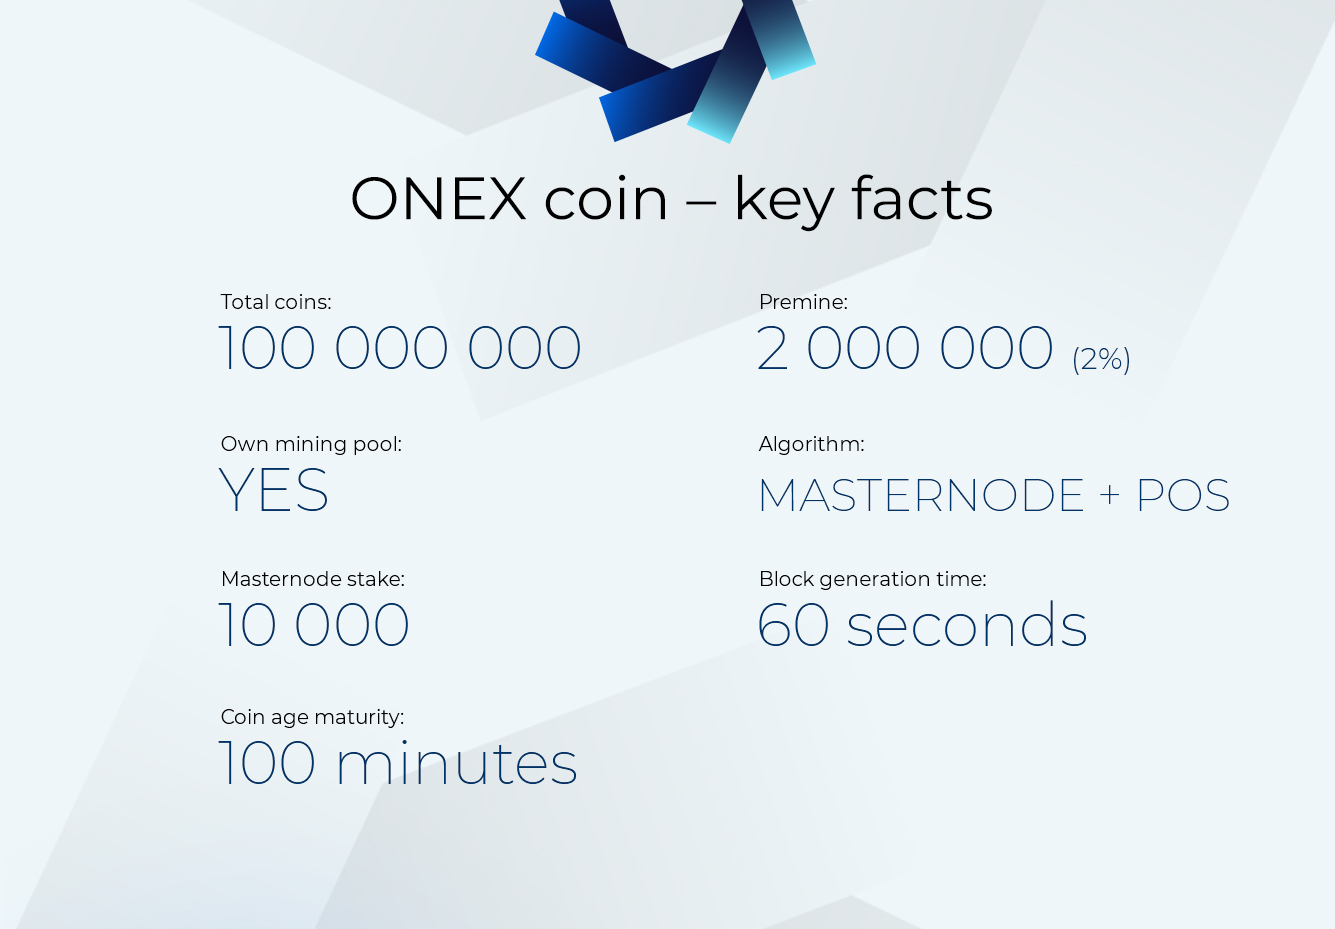 ONEX coin – key facts
Total coins:
100 000 000
Premine:
2 000 000 (2%)
Own mining pool:
YES
Algorithm:
MASTERNODE + POS
Masternode stake:
10 000
Block generation time:
60 seconds
Coin age maturity:
100 minutes